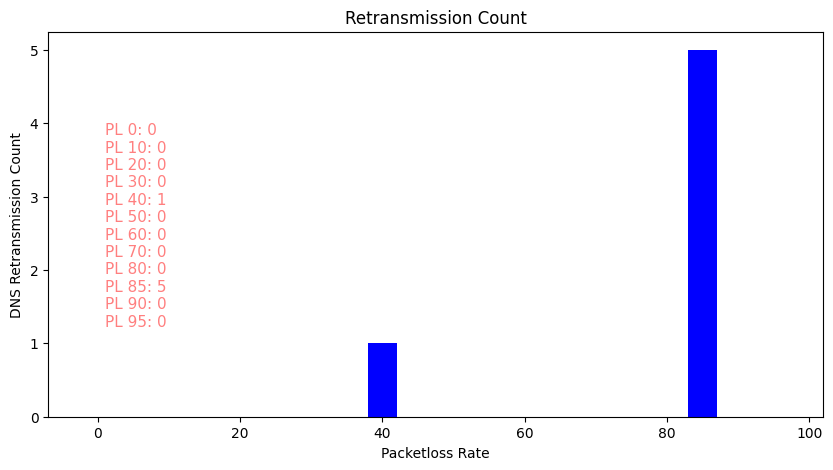 Retransmission Count
5
4
3
2
1
0
DNS Retransmission Count
PL 0: 0
PL 10: 0
PL 20: 0
PL 30: 0
PL 40: 1
PL 50: 0
PL 60: 0
PL 70: 0
PL 80: 0
PL 85: 5
PL 90: 0
PL 95: 0
0 20 40 60 80 100
Packetloss Rate